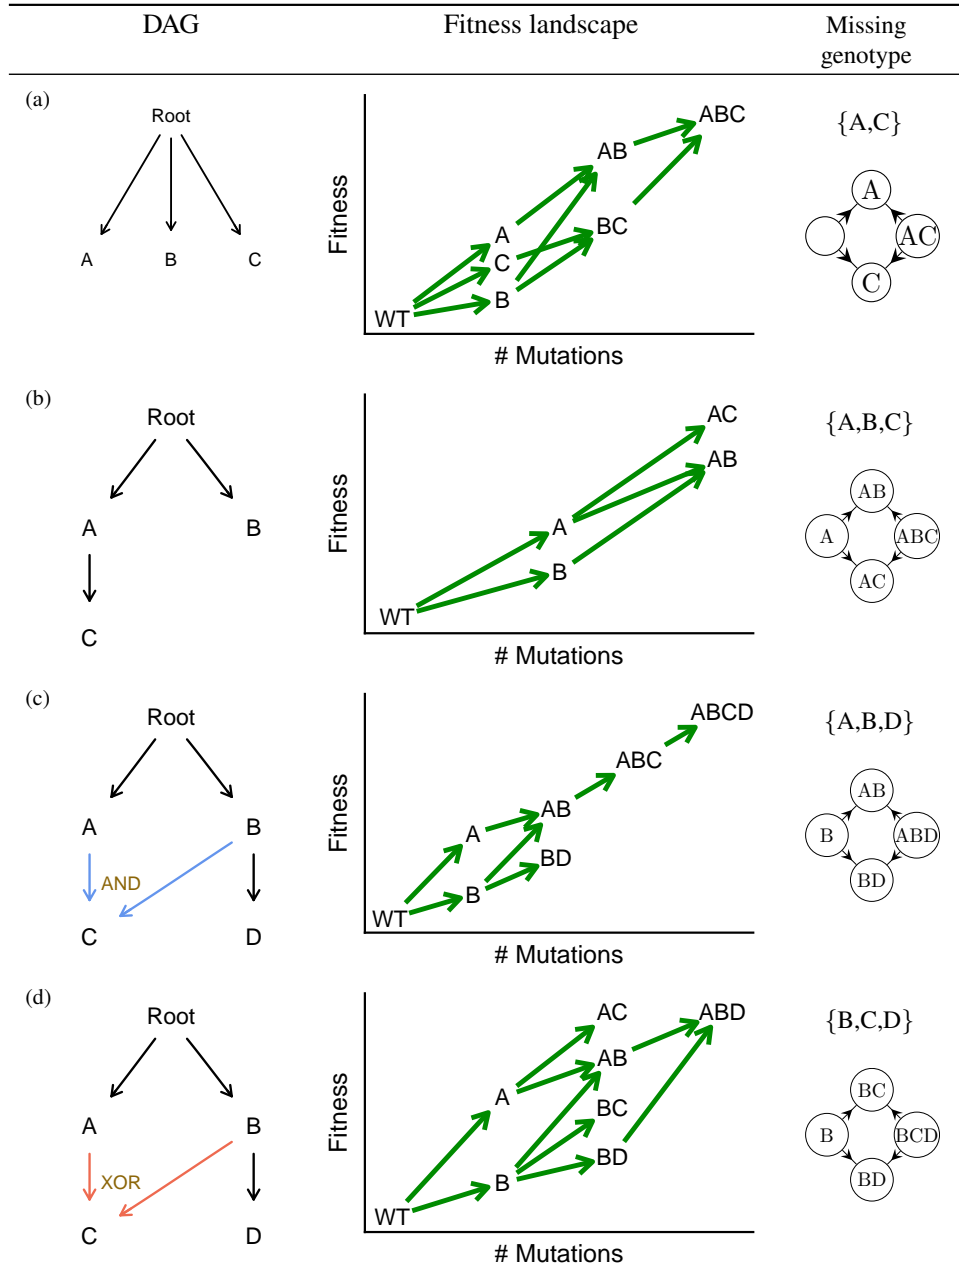 DAG
Fitness landscape
Missing
genotype
(a)
Root
A
B
C
Fitness
WT
A
C
B
AB
BC
ABC
# Mutations
{A,C}
A
AC
C
(b)
Root
A
B
C
Fitness
WT
A
B
AC
AB
# Mutations
{A,B,C}
AB
A
ABC
AC
(c)
Root
A
B
AND
C
D
Fitness
WT
A
B
AB
BD
ABC
ABCD
# Mutations
{A,B,D}
AB
B
ABD
BD
(d)
Root
A
B
XOR
C
D
Fitness
WT
A
B
AC
AB
BC
BD
ABD
# Mutations
{B,C,D}
BC
B
BCD
BD